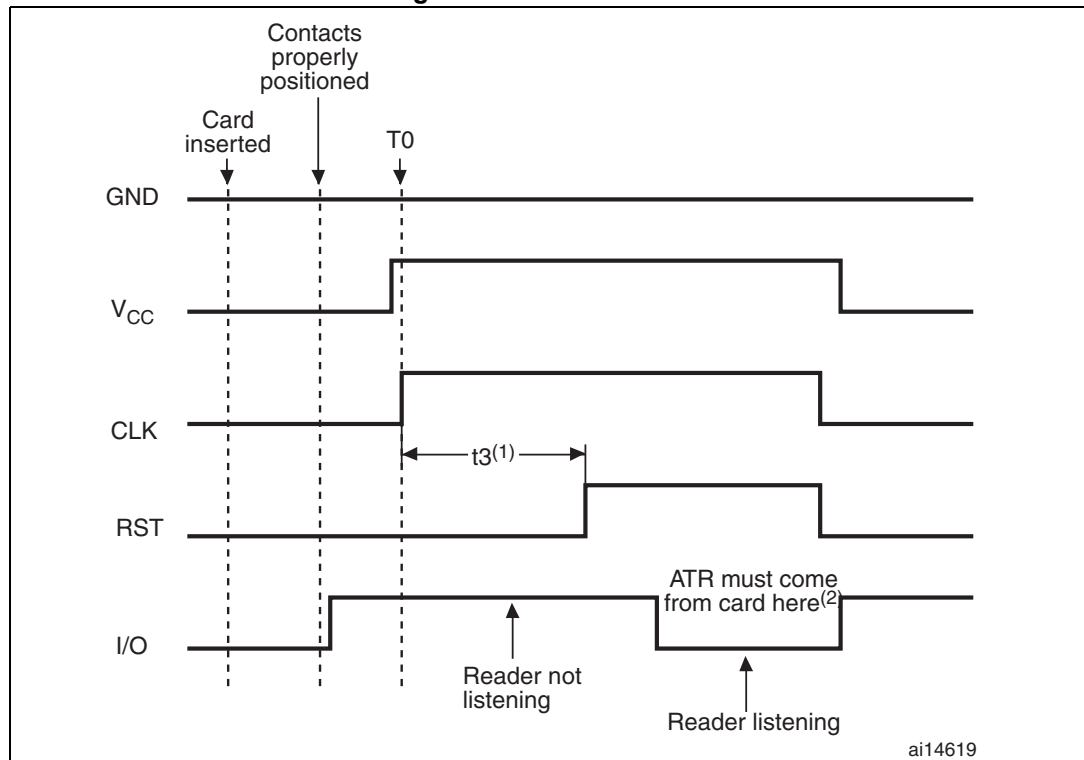 Contacts
properly
positioned
Card
inserted
T0
GND
VCC
CLK
t3(1)
RST
ATR must come
from card here(2)
I/O
Reader not
listening
Reader listening
ai14619